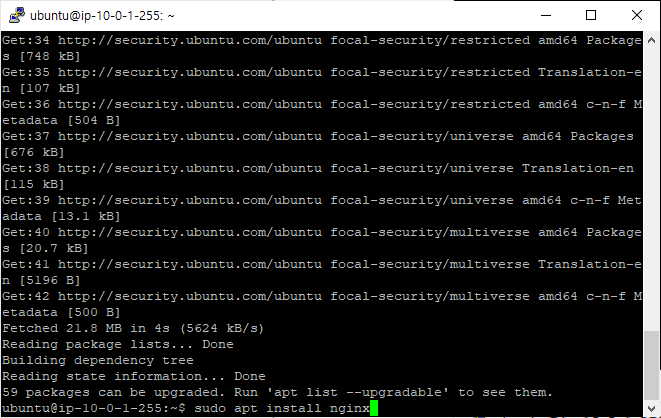 ubuntu@ip-10-0-1-255: ~
Get:34 http://security.ubuntu.com/ubuntu focal-security/restricted amd64 Package
s [748 kB]
Get:35 http://security.ubuntu.com/ubuntu focal-security/restricted Translation-e
n [107 kB]
Get:36 http://security.ubuntu.com/ubuntu focal-security/restricted amd64 c-n-f M
etadata [504 B]
Get:37 http://security.ubuntu.com/ubuntu focal-security/universe amd64 Packages
[676 kB]
Get:38 http://security.ubuntu.com/ubuntu focal-security/universe Translation-en
[115 kB]
Get:39 http://security.ubuntu.com/ubuntu focal-security/universe amd64 c-n-f Met
adata [13.1 kB]
Get:40 http://security.ubuntu.com/ubuntu focal-security/multiverse amd64 Package
s [20.7 kB]
Get:41 http://security.ubuntu.com/ubuntu focal-security/multiverse Translation-e
n [5196 B]
Get:42 http://security.ubuntu.com/ubuntu focal-security/multiverse amd64 c-n-f M
etadata [500 B]
Fetched 21.8 MB in 4s (5624 kB/s)
Reading package lists... Done
Building dependency tree
Reading state information... Done
59 packages can be upgraded. Run 'apt list --upgradable' to see them.
ubuntu@ip-10-0-1-255:~$ sudo apt install nginx